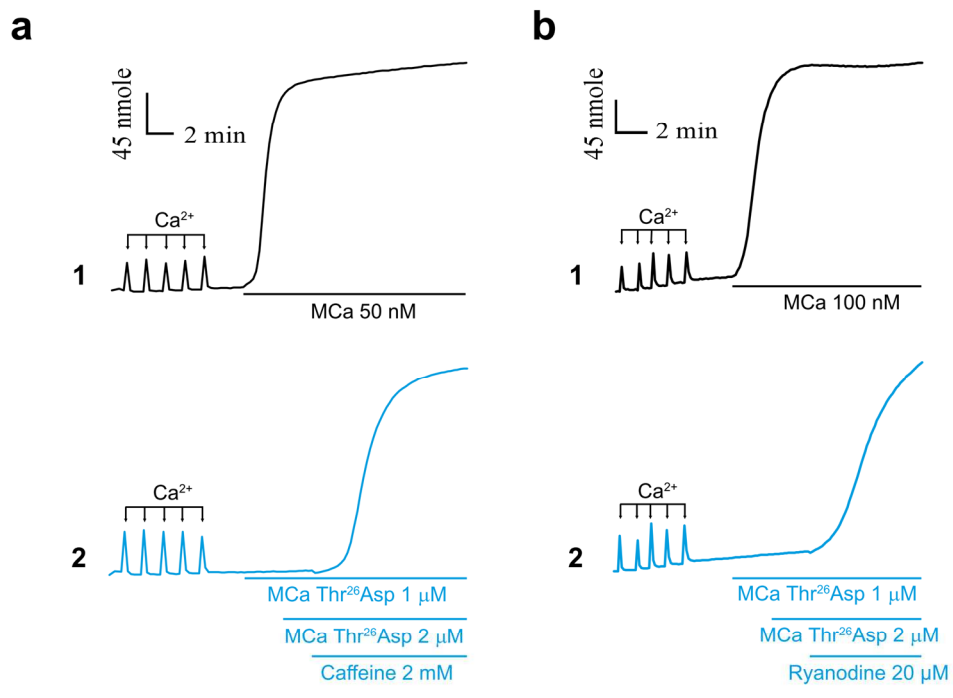 a
45 nmole
2 min
Ca²⁺
1
MCa 50 nM
Ca²⁺
2
MCa Thr²⁶Asp 1 µM
MCa Thr²⁶Asp 2 µM
Caffeine 2 mM
b
45 nmole
2 min
Ca²⁺
1
MCa 100 nM
Ca²⁺
2
MCa Thr²⁶Asp 1 µM
MCa Thr²⁶Asp 2 µM
Ryanodine 20 µM